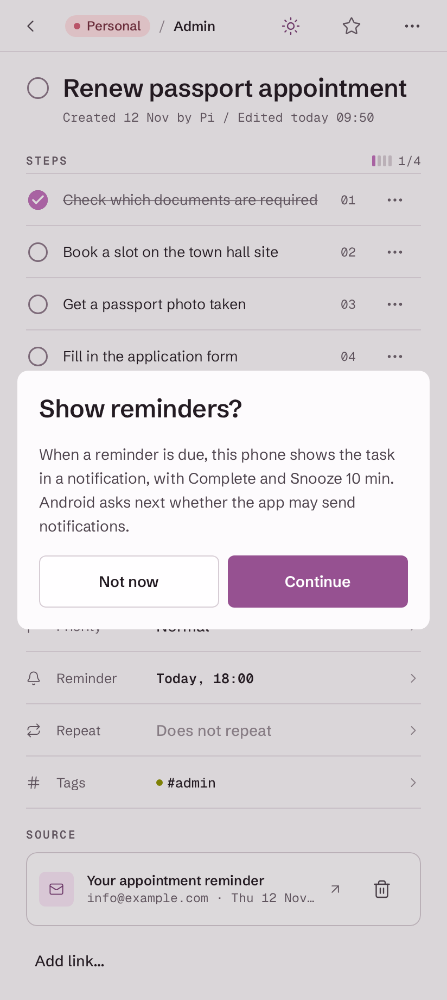 Personal / Admin
Renew passport appointment
Created 12 Nov by Pi / Edited today 09:50
STEPS 1/4
Check which documents are required 01
Book a slot on the town hall site 02
Get a passport photo taken 03
Fill in the application form 04
Show reminders?
When a reminder is due, this phone shows the task
in a notification, with Complete and Snooze 10 min.
Android asks next whether the app may send
notifications.
Not now Continue
Priority Normal
Reminder Today, 18:00
Repeat Does not repeat
Tags #admin
SOURCE
Your appointment reminder
info@example.com · Thu 12 Nov…
Add link…